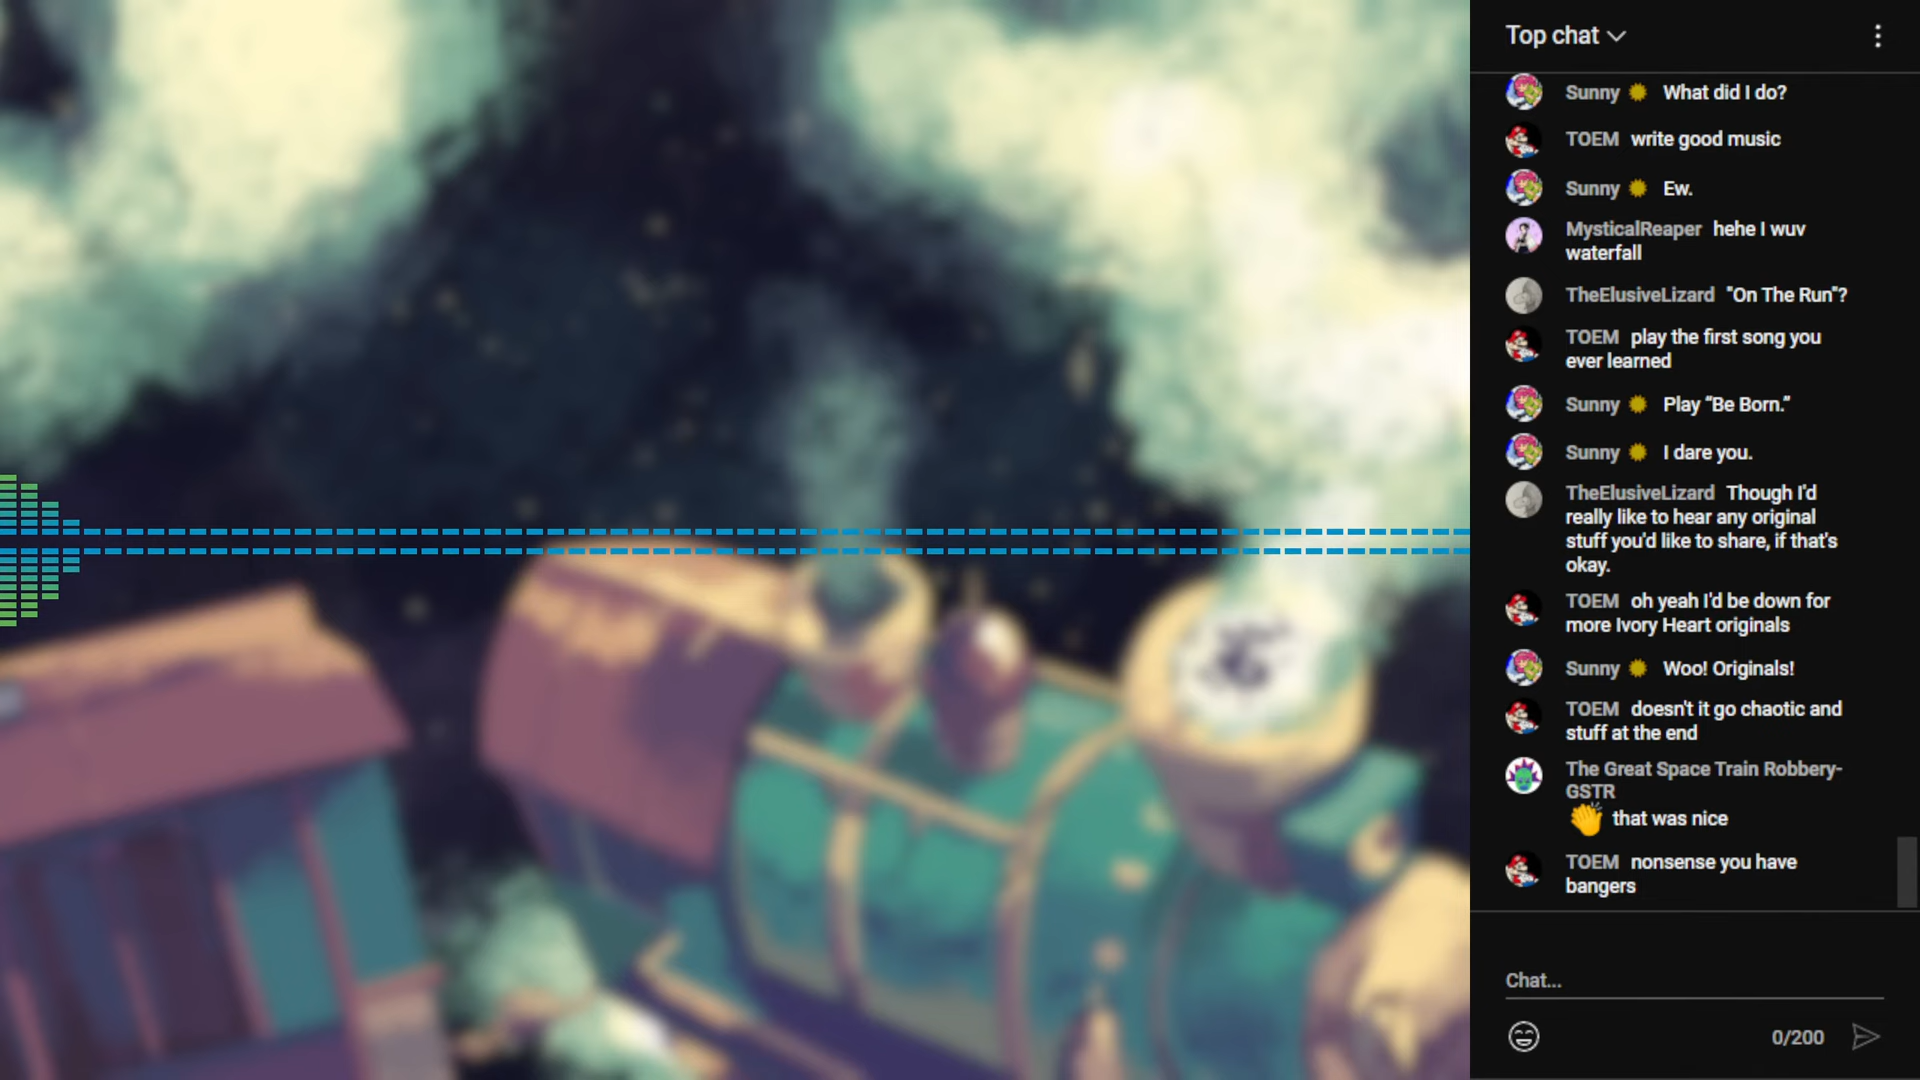 Top chat
Sunny What did I do?
TOEM write good music
Sunny Ew.
MysticalReaper hehe I wuv
waterfall
TheElusiveLizard "On The Run"?
TOEM play the first song you
ever learned
Sunny Play “Be Born.”
Sunny I dare you.
TheElusiveLizard Though I'd
really like to hear any original
stuff you'd like to share, if that's
okay.
TOEM oh yeah I'd be down for
more Ivory Heart originals
Sunny Woo! Originals!
TOEM doesn't it go chaotic and
stuff at the end
The Great Space Train Robbery-
GSTR
that was nice
TOEM nonsense you have
bangers
Chat...
0/200